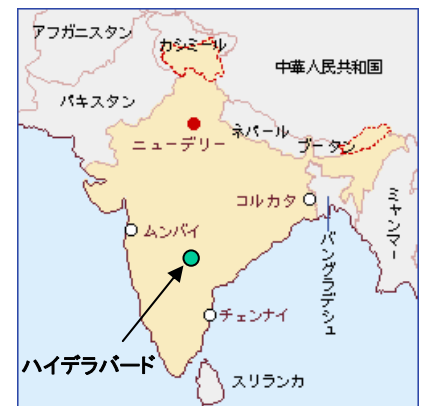 アフガニスタン
カシミール
中華人民共和国
パキスタン
ネパール
ブータン
ニューデリー
コルカタ
ミャンマー
ムンバイ
バングラデシュ
チェンナイ
ハイデラバード
スリランカ